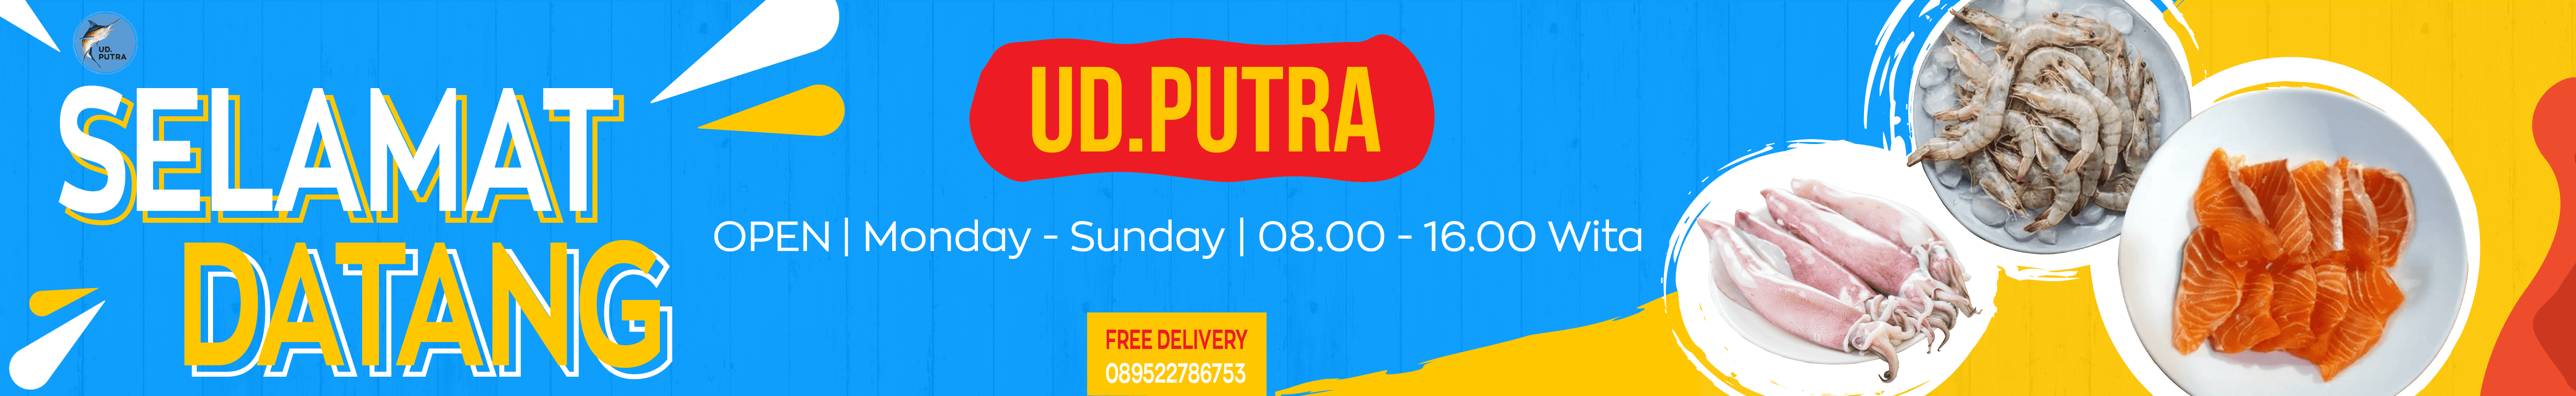 UD.
PUTRA
SELAMAT
DATANG
UD.PUTRA
OPEN | Monday - Sunday | 08.00 - 16.00 Wita
FREE DELIVERY
089522786753